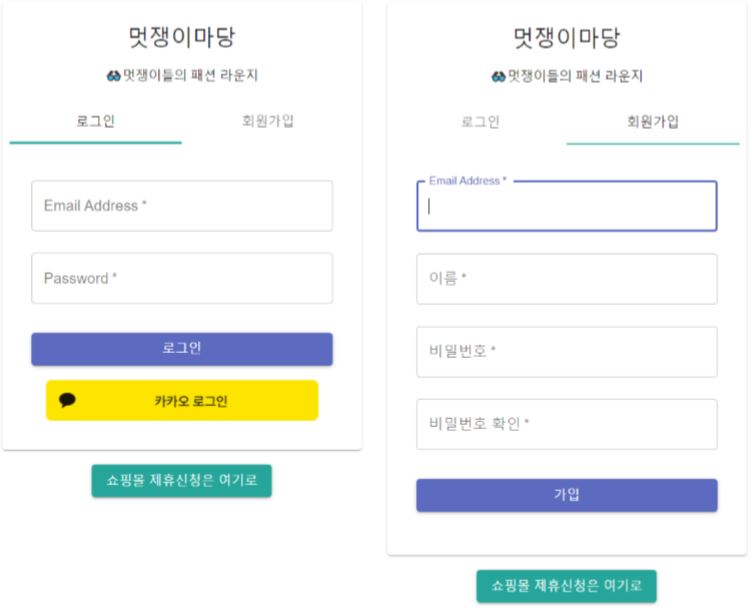 멋쟁이마당
멋쟁이들의 패션 라운지
로그인 회원가입
Email Address *
Password *
로그인
카카오 로그인
쇼핑몰 제휴신청은 여기로
멋쟁이마당
멋쟁이들의 패션 라운지
로그인 회원가입
Email Address *
이름 *
비밀번호 *
비밀번호 확인 *
가입
쇼핑몰 제휴신청은 여기로